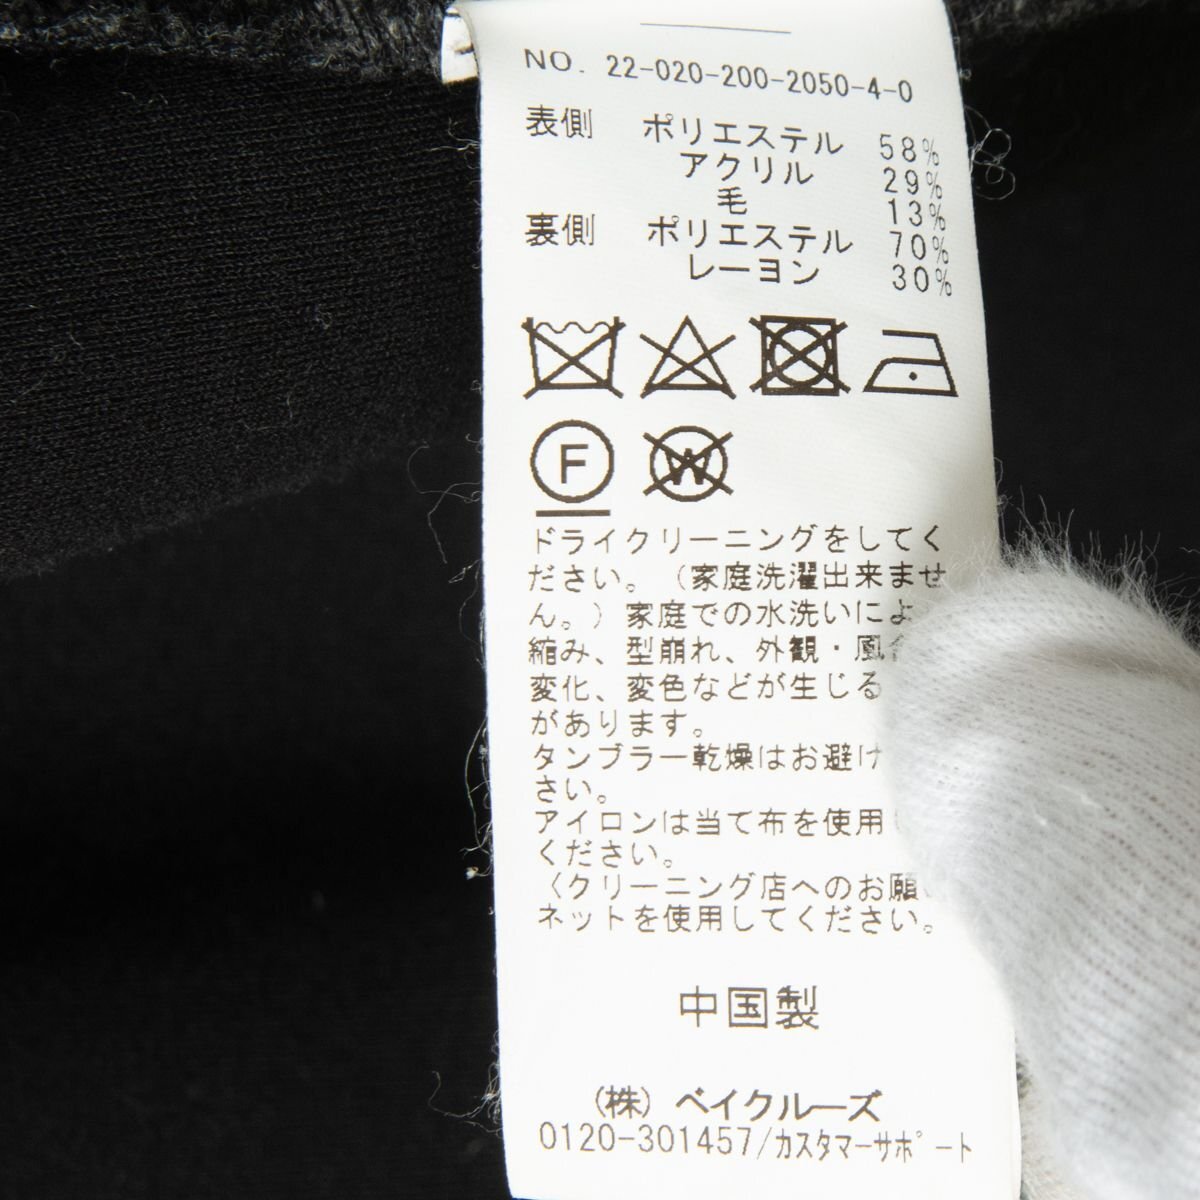 NO. 22-020-200-2050-4-0
表側 ポリエステル 58%
アクリル 29%
毛 13%
裏側 ポリエステル 70%
レーヨン 30%
F W
ドライクリーニングをしてく
ださい。(家庭洗濯出来ませ
ん。)家庭での水洗いによ
縮み、型崩れ、外観・風合
変化、変色などが生じる
があります。
タンブラー乾燥はお避け
さい。
アイロンは当て布を使用し
ください。
〈クリーニング店へのお願い
ネットを使用してください。
中国製
(株) ベイクルーズ
0120-301457/カスタマーサポート